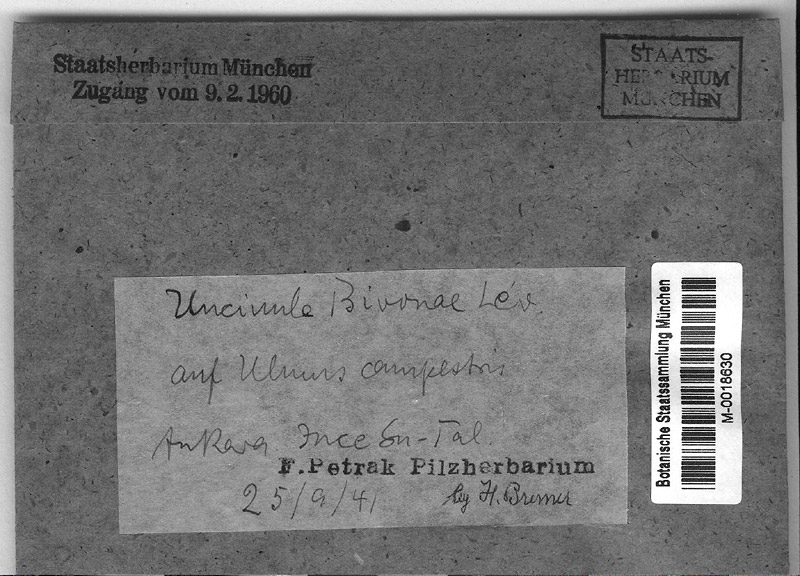 Staatsherbarium München
Zugang vom 9. 2. 1960
STAATS-
HERBARIUM
MÜNCHEN
Uncinula Bivonae Lév.
auf Ulmus campestris
Ankara Ince Su-Tal.
F. Petrak Pilzherbarium
25/9/41 leg H. Bremer
Botanische Staatssammlung München
M-0018630